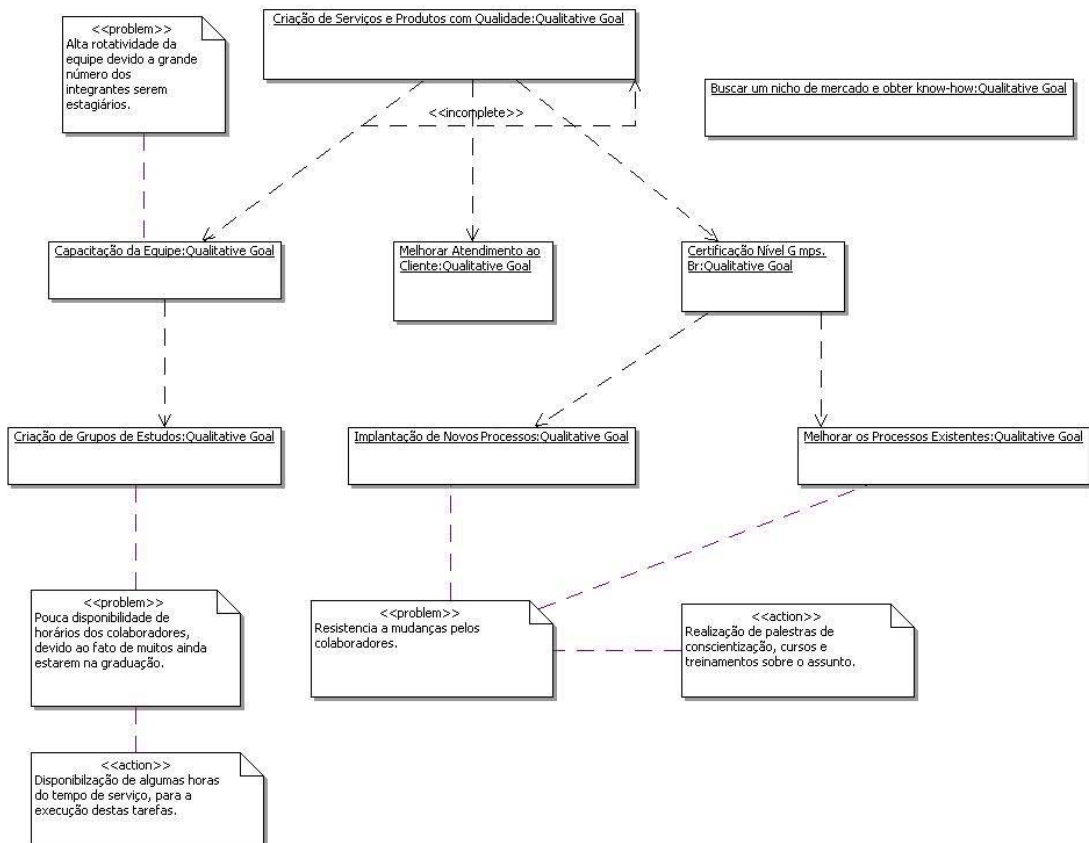 <<problem>>
Alta rotatividade da
equipe devido a grande
número dos
integrantes serem
estagiários.
Criação de Serviços e Produtos com Qualidade:Qualitative Goal
<<incomplete>>
Buscar um nicho de mercado e obter know-how:Qualitative Goal
Capacitação da Equipe:Qualitative Goal
Melhorar Atendimento ao
Cliente:Qualitative Goal
Certificação Nível G mps.
Br:Qualitative Goal
Criação de Grupos de Estudos:Qualitative Goal
Implantação de Novos Processos:Qualitative Goal
Melhorar os Processos Existentes:Qualitative Goal
<<problem>>
Pouca disponibilidade de
horários dos colaboradores,
devido ao fato de muitos ainda
estarem na graduação.
<<problem>>
Resistencia a mudanças pelos
colaboradores.
<<action>>
Realização de palestras de
conscientização, cursos e
treinamentos sobre o assunto.
<<action>>
Disponibilzação de algumas horas
do tempo de serviço, para a
execução destas tarefas.